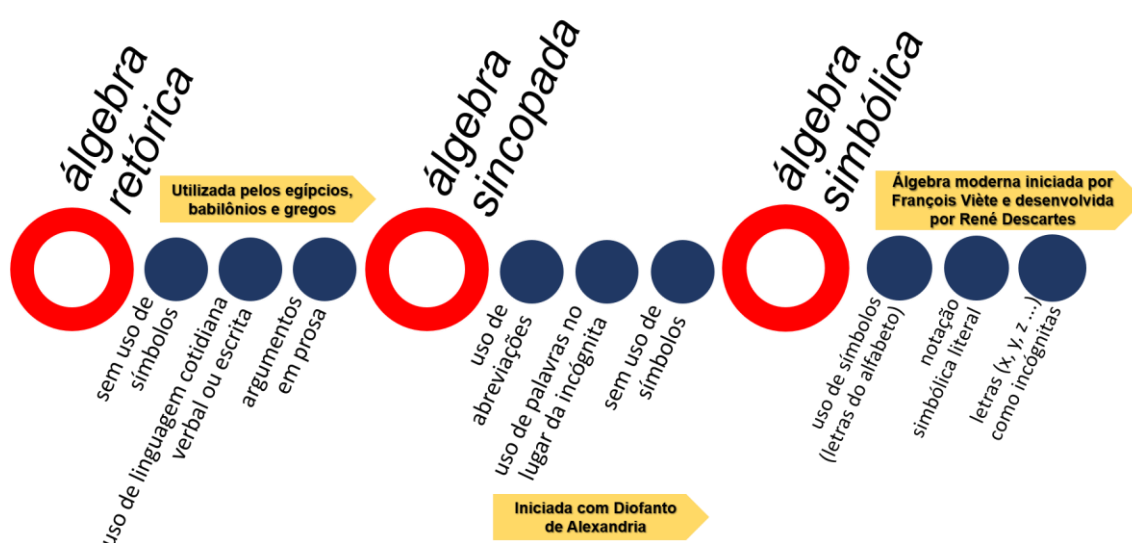 álgebra
retórica
Utilizada pelos egípcios,
babilônios e gregos
sem uso de
símbolos
uso de linguagem cotidiana
verbal ou escrita
argumentos
em prosa
álgebra
sincopada
uso de
abreviações
uso de palavras no
lugar da incógnita
sem uso de
símbolos
Iniciada com Diofanto
de Alexandria
álgebra
simbólica
Álgebra moderna iniciada por
François Viète e desenvolvida
por René Descartes
uso de símbolos
(letras do alfabeto)
notação
simbólica literal
letras (x, y, z ...)
como incógnitas